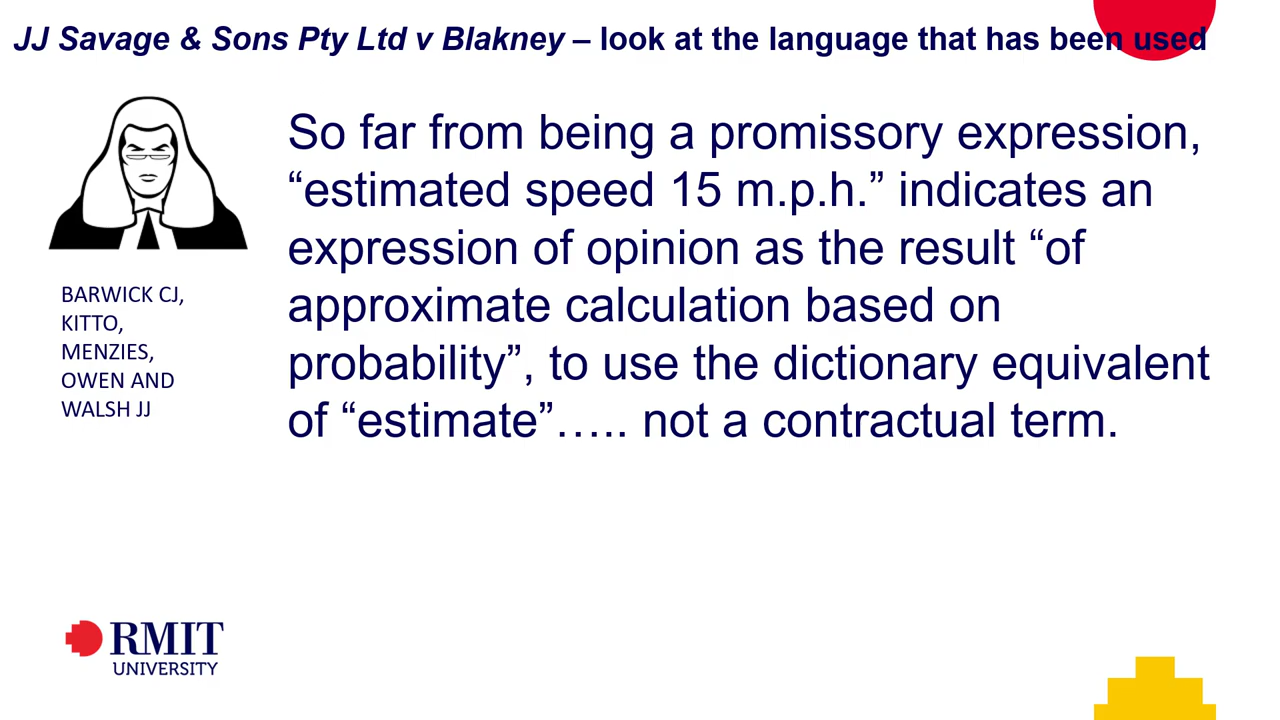 JJ Savage & Sons Pty Ltd v Blakney – look at the language that has been used
So far from being a promissory expression,
“estimated speed 15 m.p.h.” indicates an
expression of opinion as the result “of
approximate calculation based on
probability”, to use the dictionary equivalent
of “estimate”….. not a contractual term.
BARWICK CJ,
KITTO,
MENZIES,
OWEN AND
WALSH JJ
RMIT
UNIVERSITY